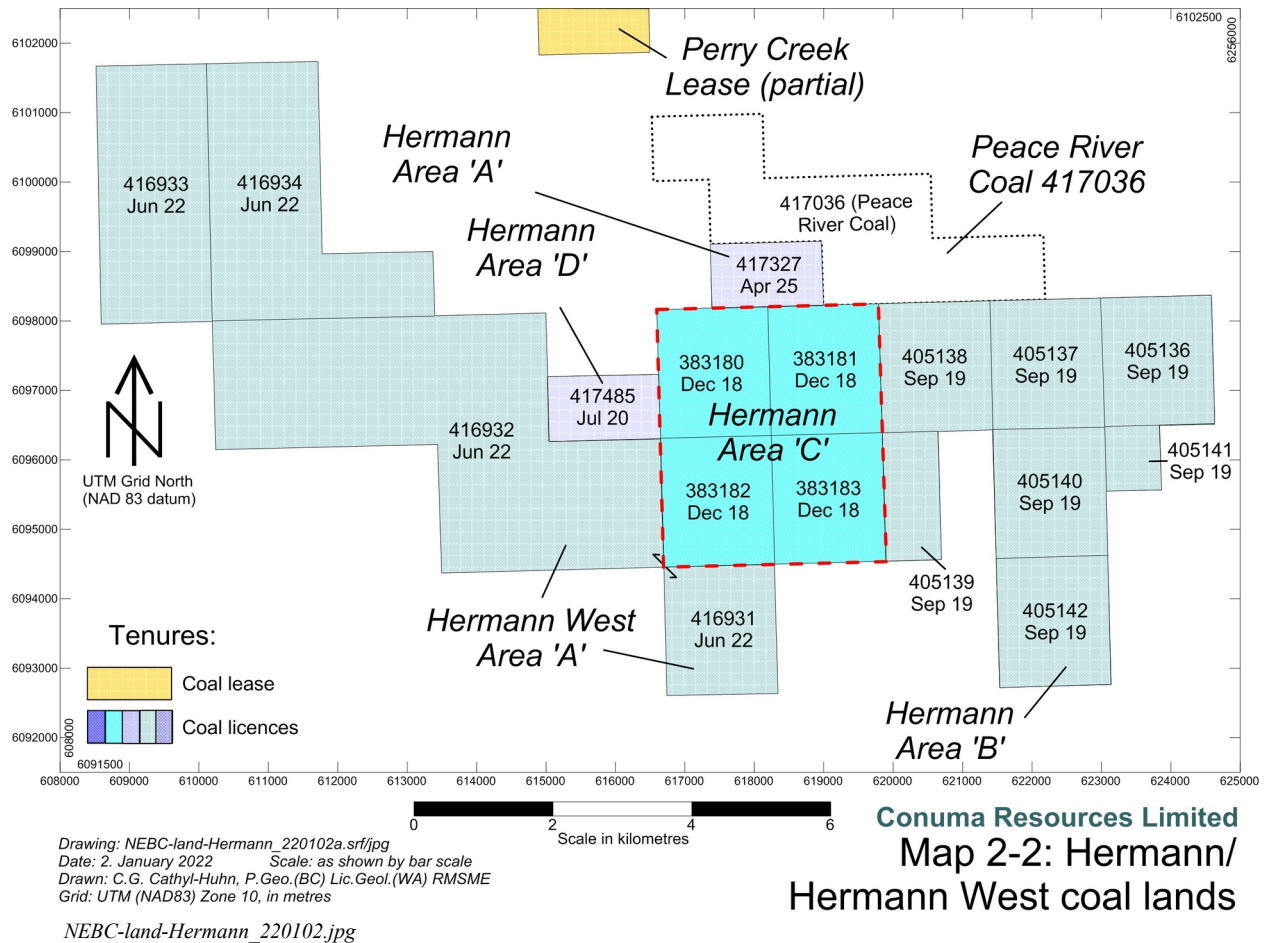 6102500
6256000
6102000
6101000
6100000
6099000
6098000
6097000
6096000
6095000
6094000
6093000
6092000
Perry Creek
Lease (partial)
Hermann
Area 'A'
Peace River
Coal 417036
416933
Jun 22
416934
Jun 22
417036 (Peace
River Coal)
Hermann
Area 'D'
417327
Apr 25
383180
Dec 18
383181
Dec 18
405138
Sep 19
405137
Sep 19
405136
Sep 19
417485
Jul 20
Hermann
Area 'C'
416932
Jun 22
405141
Sep 19
UTM Grid North
(NAD 83 datum)
383182
Dec 18
383183
Dec 18
405140
Sep 19
405139
Sep 19
Hermann West
Area 'A'
416931
Jun 22
405142
Sep 19
Tenures:
Coal lease
Coal licences
Hermann
Area 'B'
608000
6091500
608000 609000 610000 611000 612000 613000 614000 615000 616000 617000 618000 619000 620000 621000 622000 623000 624000 625000
0 2 4 6
Scale in kilometres
Conuma Resources Limited
Map 2-2: Hermann/
Hermann West coal lands
Drawing: NEBC-land-Hermann_220102a.srf/jpg
Date: 2. January 2022 Scale: as shown by bar scale
Drawn: C.G. Cathyl-Huhn, P.Geo.(BC) Lic.Geol.(WA) RMSME
Grid: UTM (NAD83) Zone 10, in metres
NEBC-land-Hermann_220102.jpg